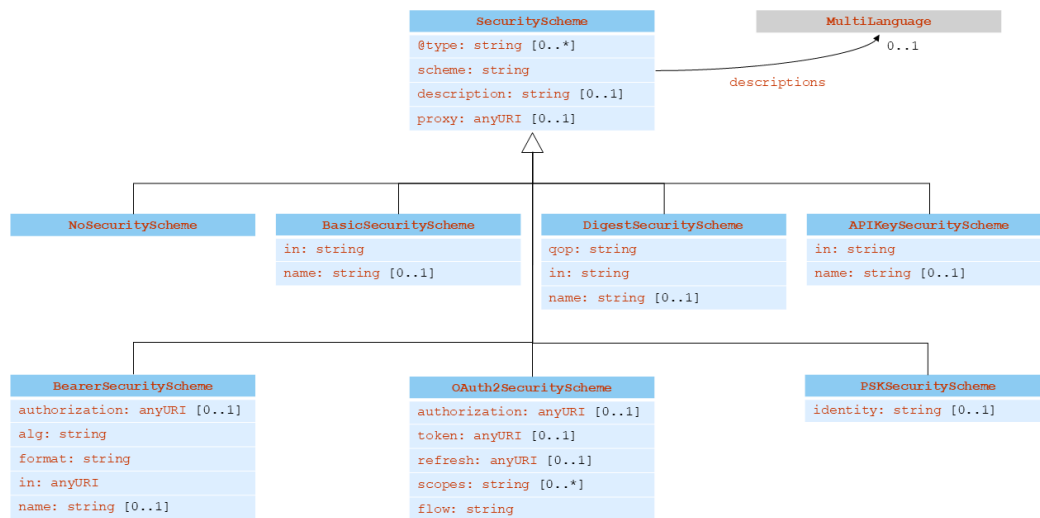 SecurityScheme
@type: string [0..*]
scheme: string
description: string [0..1]
proxy: anyURI [0..1]
MultiLanguage
0..1
descriptions
NoSecurityScheme
BasicSecurityScheme
in: string
name: string [0..1]
DigestSecurityScheme
qop: string
in: string
name: string [0..1]
APIKeySecurityScheme
in: string
name: string [0..1]
BearerSecurityScheme
authorization: anyURI [0..1]
alg: string
format: string
in: anyURI
name: string [0..1]
OAuth2SecurityScheme
authorization: anyURI [0..1]
token: anyURI [0..1]
refresh: anyURI [0..1]
scopes: string [0..*]
flow: string
PSKSecurityScheme
identity: string [0..1]